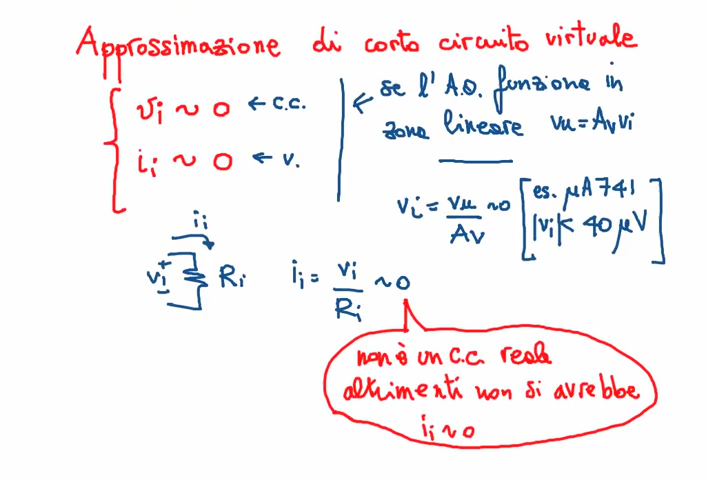 Approssimazione di corto circuito virtuale
vi ~ 0 ← c.c.
ii ~ 0 ← v.
← se l' A.O. funziona in
zona lineare vu = Av vi
vi = vu / Av ~ 0
es. μA 741
|vi| < 40 μV
ii
vi + - Ri
ii = vi / Ri ~ 0
non è un c.c. reale
altrimenti non si avrebbe
ii ~ 0